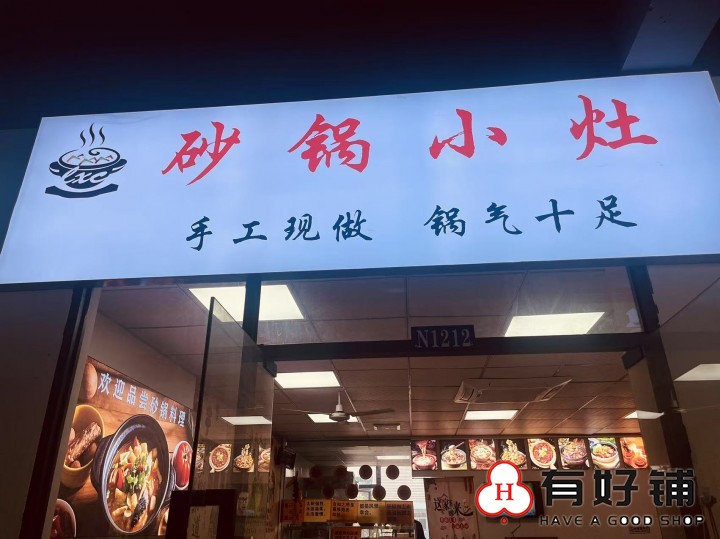 砂锅小灶
手工现做 锅气十足
N1212
欢迎品尝砂锅料理
H
有好铺
HAVE A GOOD SHOP